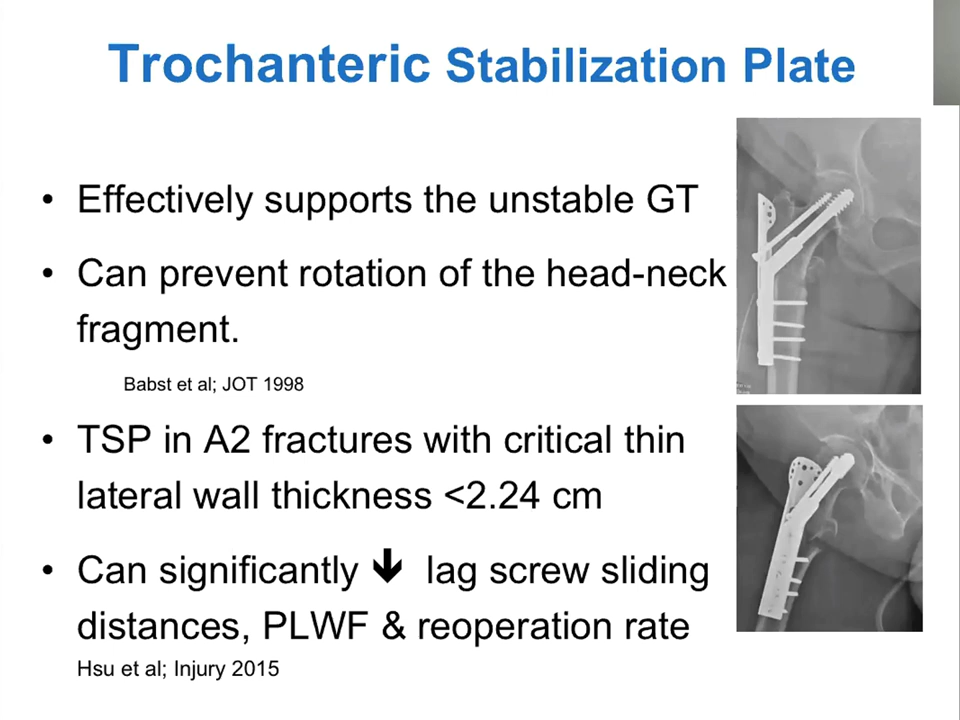 Trochanteric Stabilization Plate
• Effectively supports the unstable GT
• Can prevent rotation of the head-neck
fragment.
Babst et al; JOT 1998
• TSP in A2 fractures with critical thin
lateral wall thickness <2.24 cm
• Can significantly 🡻 lag screw sliding
distances, PLWF & reoperation rate
Hsu et al; Injury 2015